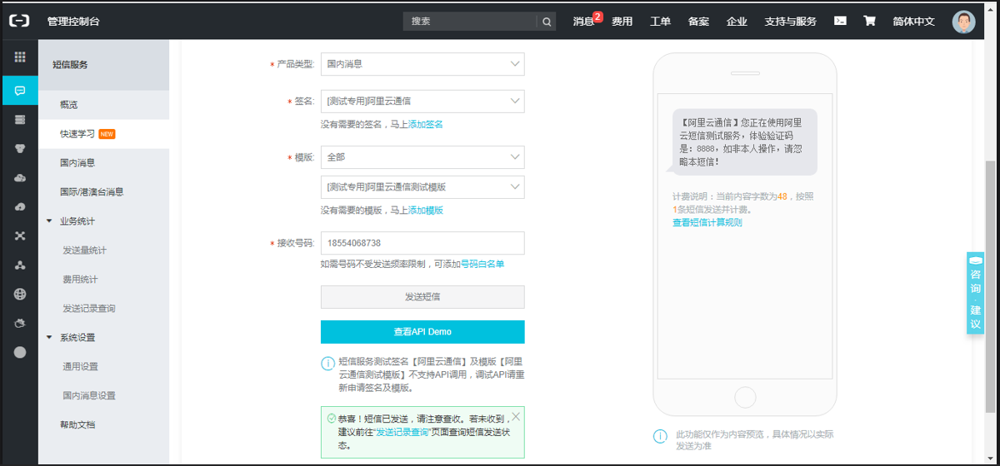 管理控制台
搜索
消息 2
费用
工单
备案
企业
支持与服务
简体中文
短信服务
概览
快速学习 NEW
国内消息
国际/港澳台消息
业务统计
发送量统计
费用统计
发送记录查询
系统设置
通用设置
国内消息设置
帮助文档
* 产品类型: 国内消息
* 签名: [测试专用]阿里云通信
没有需要的签名，马上添加签名
* 模版: 全部
[测试专用]阿里云通信测试模版
没有需要的模版，马上添加模版
* 接收号码: 18554068738
如需号码不受发送频率限制，可添加号码白名单
发送短信
查看API Demo
短信服务测试签名【阿里云通信】及模版【阿里
云通信测试模版】不支持API调用，调试API请重
新申请签名及模版。
恭喜！短信已发送，请注意查收。若未收到，
建议前往“发送记录查询”页面查询短信发送状
态。
【阿里云通信】您正在使用阿里
云短信测试服务，体验验证码
是：8888，如非本人操作，请忽
略本短信！
计费说明：当前内容字数为48，按照
1条短信发送并计费。
查看短信计算规则
此功能仅作为内容预览，具体情况以实际
发送为准
咨
询
·
建
议